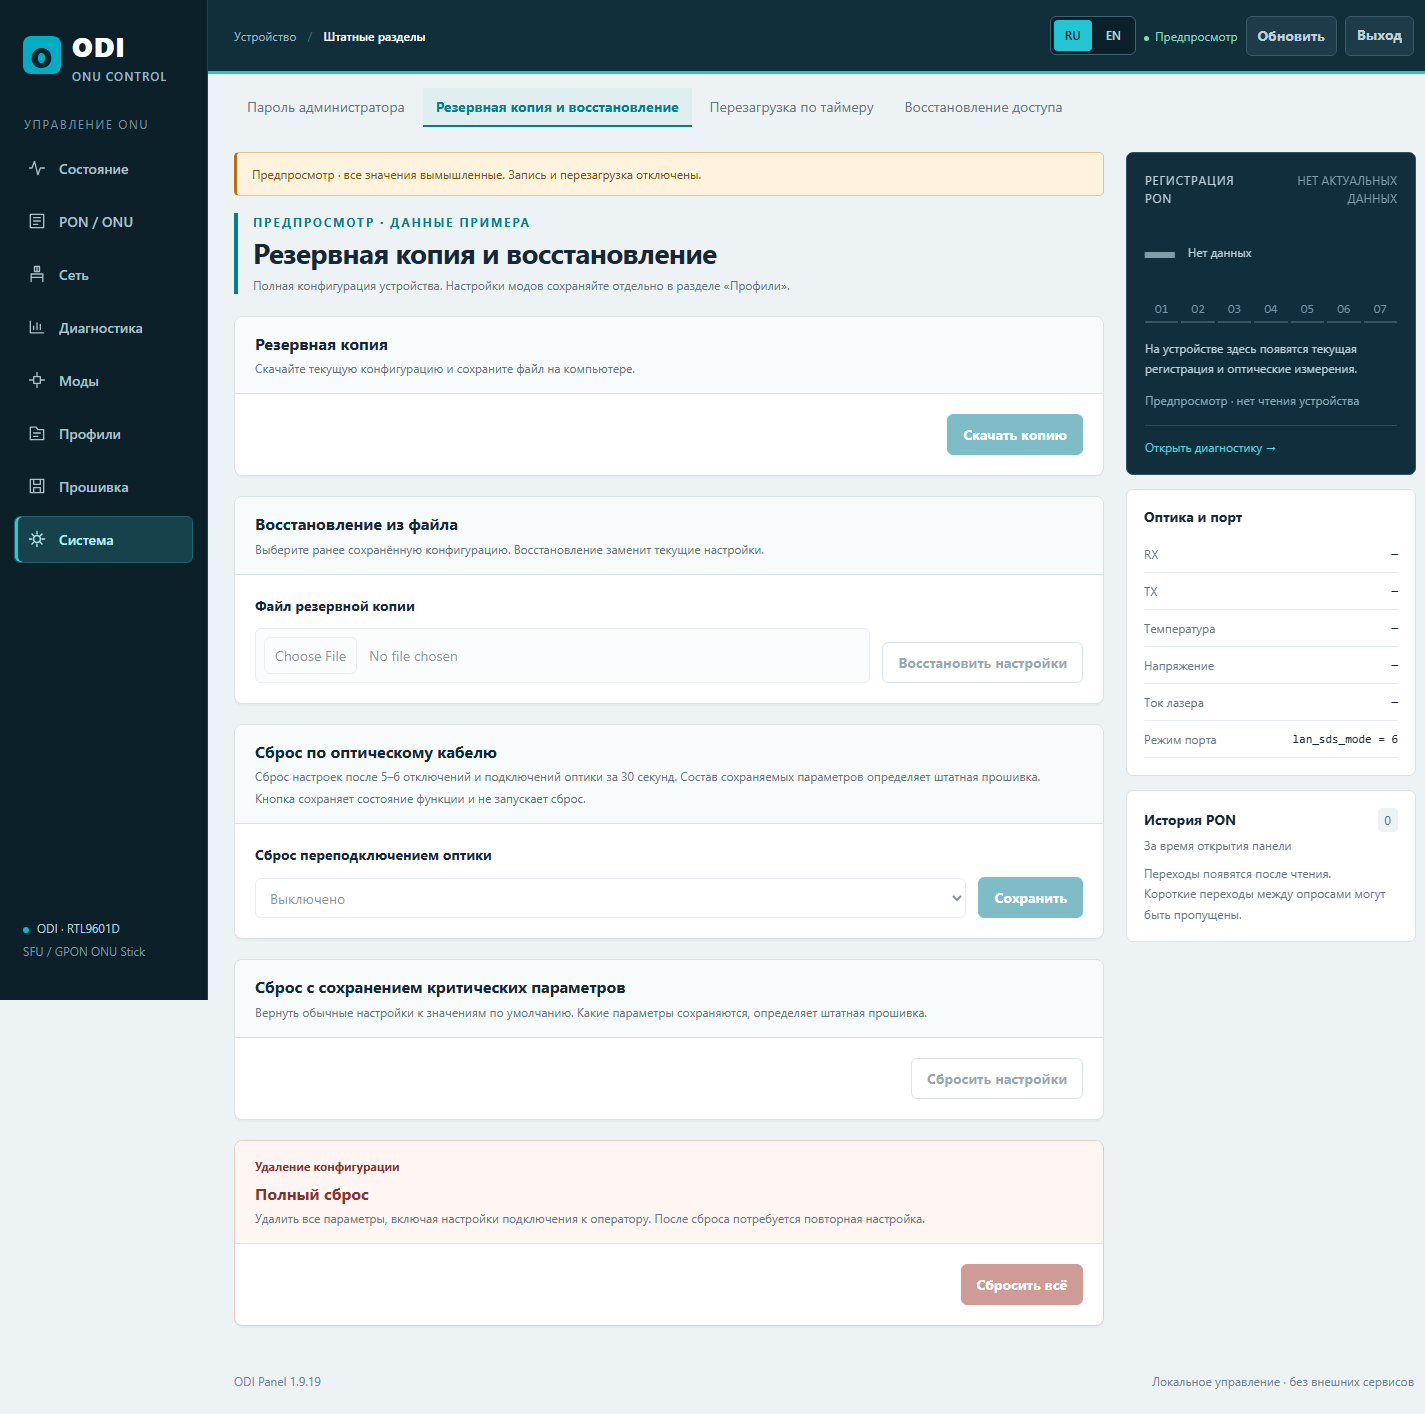 ODI
ONU CONTROL
УПРАВЛЕНИЕ ONU
Состояние
PON / ONU
Сеть
Диагностика
Моды
Профили
Прошивка
Система
ODI · RTL9601D
SFU / GPON ONU Stick
Устройство / Штатные разделы
RU EN
Предпросмотр
Обновить
Выход
Пароль администратора
Резервная копия и восстановление
Перезагрузка по таймеру
Восстановление доступа
Предпросмотр · все значения вымышленные. Запись и перезагрузка отключены.
ПРЕДПРОСМОТР · ДАННЫЕ ПРИМЕРА
Резервная копия и восстановление
Полная конфигурация устройства. Настройки модов сохраняйте отдельно в разделе «Профили».
Резервная копия
Скачайте текущую конфигурацию и сохраните файл на компьютере.
Скачать копию
Восстановление из файла
Выберите ранее сохранённую конфигурацию. Восстановление заменит текущие настройки.
Файл резервной копии
Choose File No file chosen
Восстановить настройки
Сброс по оптическому кабелю
Сброс настроек после 5–6 отключений и подключений оптики за 30 секунд. Состав сохраняемых параметров определяет штатная прошивка.
Кнопка сохраняет состояние функции и не запускает сброс.
Сброс переподключением оптики
Выключено
Сохранить
Сброс с сохранением критических параметров
Вернуть обычные настройки к значениям по умолчанию. Какие параметры сохраняются, определяет штатная прошивка.
Сбросить настройки
Удаление конфигурации
Полный сброс
Удалить все параметры, включая настройки подключения к оператору. После сброса потребуется повторная настройка.
Сбросить всё
РЕГИСТРАЦИЯ PON
НЕТ АКТУАЛЬНЫХ ДАННЫХ
Нет данных
01 02 03 04 05 06 07
На устройстве здесь появятся текущая
регистрация и оптические измерения.
Предпросмотр · нет чтения устройства
Открыть диагностику →
Оптика и порт
RX –
TX –
Температура –
Напряжение –
Ток лазера –
Режим порта lan_sds_mode = 6
История PON 0
За время открытия панели
Переходы появятся после чтения.
Короткие переходы между опросами могут
быть пропущены.
ODI Panel 1.9.19
Локальное управление · без внешних сервисов